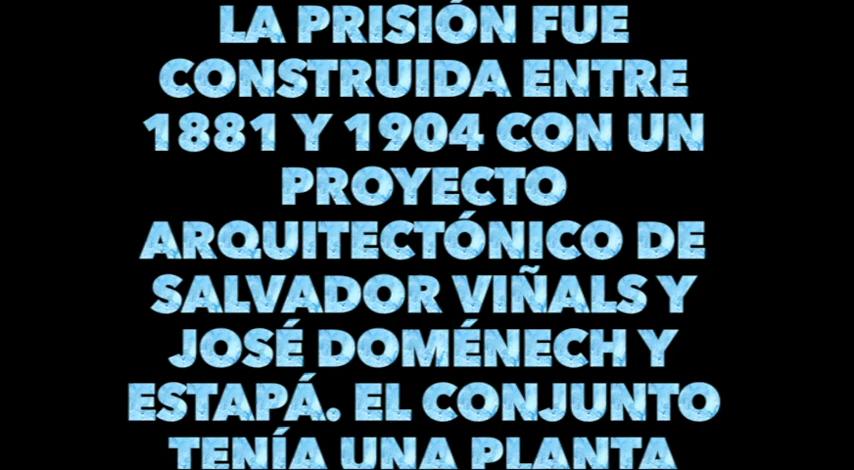 LA PRISIÓN FUE
CONSTRUIDA ENTRE
1881 Y 1904 CON UN
PROYECTO
ARQUITECTÓNICO DE
SALVADOR VIÑALS Y
JOSÉ DOMÉNECH Y
ESTAPÁ. EL CONJUNTO
TENÍA UNA PLANTA